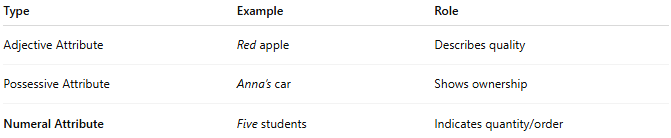 Type Example Role
Adjective Attribute Red apple Describes quality
Possessive Attribute Anna's car Shows ownership
Numeral Attribute Five students Indicates quantity/order